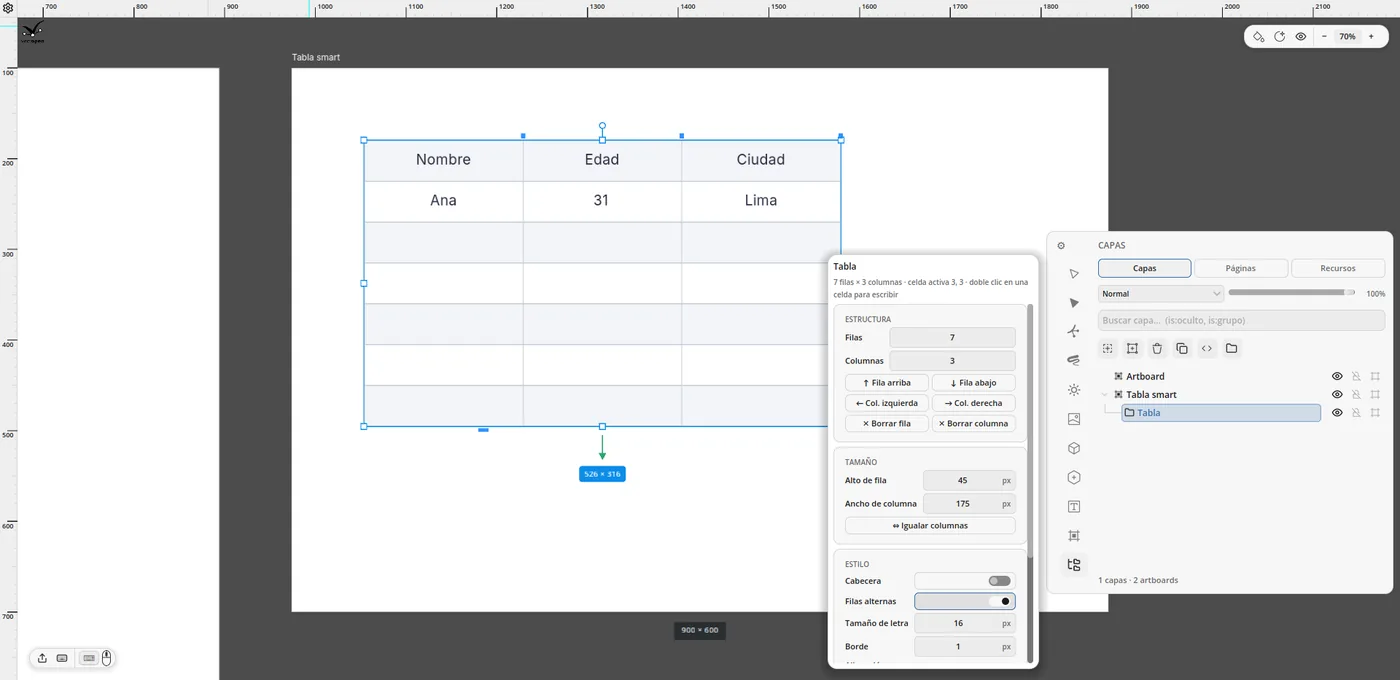 700 800 900 1000 1100 1200 1300 1400 1500 1600 1700 1800 1900 2000 2100
100
200
300
400
500
600
700
70%
Tabla smart
Nombre Edad Ciudad
Ana 31 Lima
526 × 316
900 × 600
Tabla
7 filas × 3 columnas · celda activa 3, 3 · doble clic en una
celda para escribir
ESTRUCTURA
Filas 7
Columnas 3
↑ Fila arriba ↓ Fila abajo
← Col. izquierda → Col. derecha
× Borrar fila × Borrar columna
TAMAÑO
Alto de fila 45 px
Ancho de columna 175 px
⇔ Igualar columnas
ESTILO
Cabecera
Filas alternas
Tamaño de letra 16 px
Borde 1 px
CAPAS
Capas Páginas Recursos
Normal 100%
Buscar capa... (is:oculto, is:grupo)
Artboard
Tabla smart
Tabla
1 capas · 2 artboards